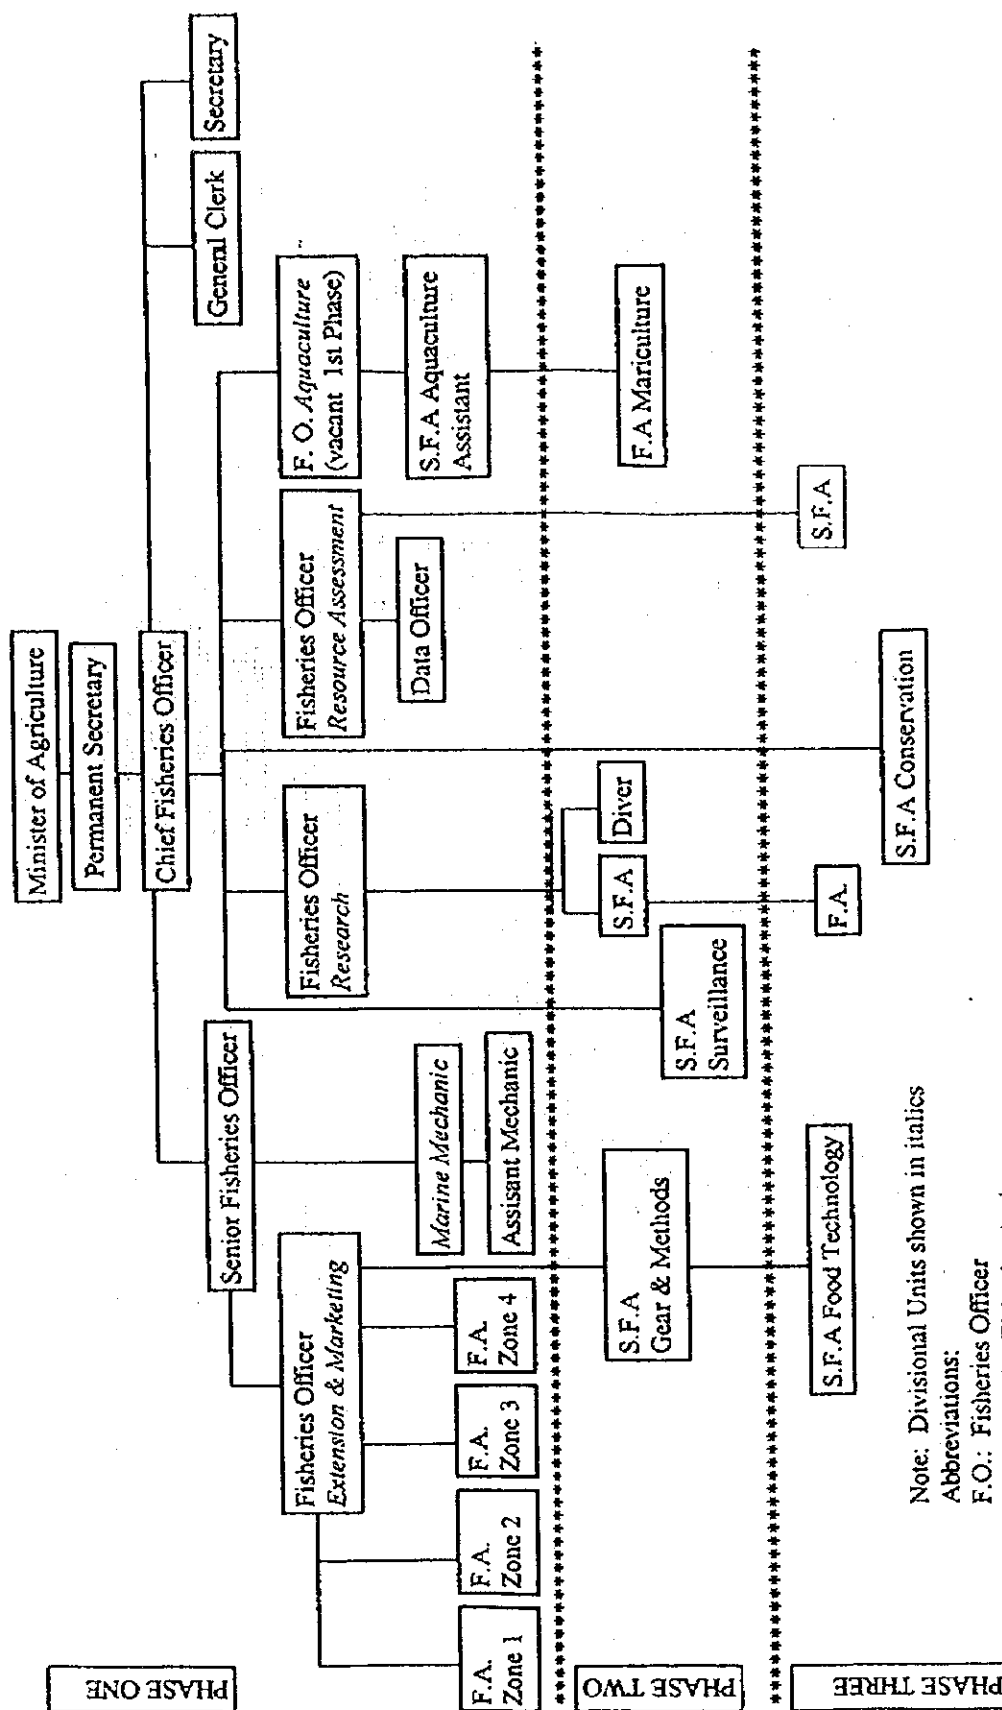 Minister of Agriculture
Permanent Secretary
Chief Fisheries Officer
General Clerk
Secretary
Senior Fisheries Officer
Fisheries Officer
Extension & Marketing
Fisheries Officer
Research
Fisheries Officer
Resource Assessment
F. O. Aquaculture
(vacant 1st Phase)
Marine Mechanic
Data Officer
S.F.A Aquaculture
Assistant
F.A.
Zone 1
F.A.
Zone 2
F.A.
Zone 3
F.A.
Zone 4
Assisant Mechanic
PHASE ONE
**********
S.F.A
Gear & Methods
S.F.A
Surveillance
S.F.A
Diver
F.A Mariculture
PHASE TWO
**********
S.F.A Food Technology
F.A.
S.F.A
S.F.A Conservation
PHASE THREE
Note: Divisional Units shown in italics
Abbreviations:
F.O.: Fisheries Officer